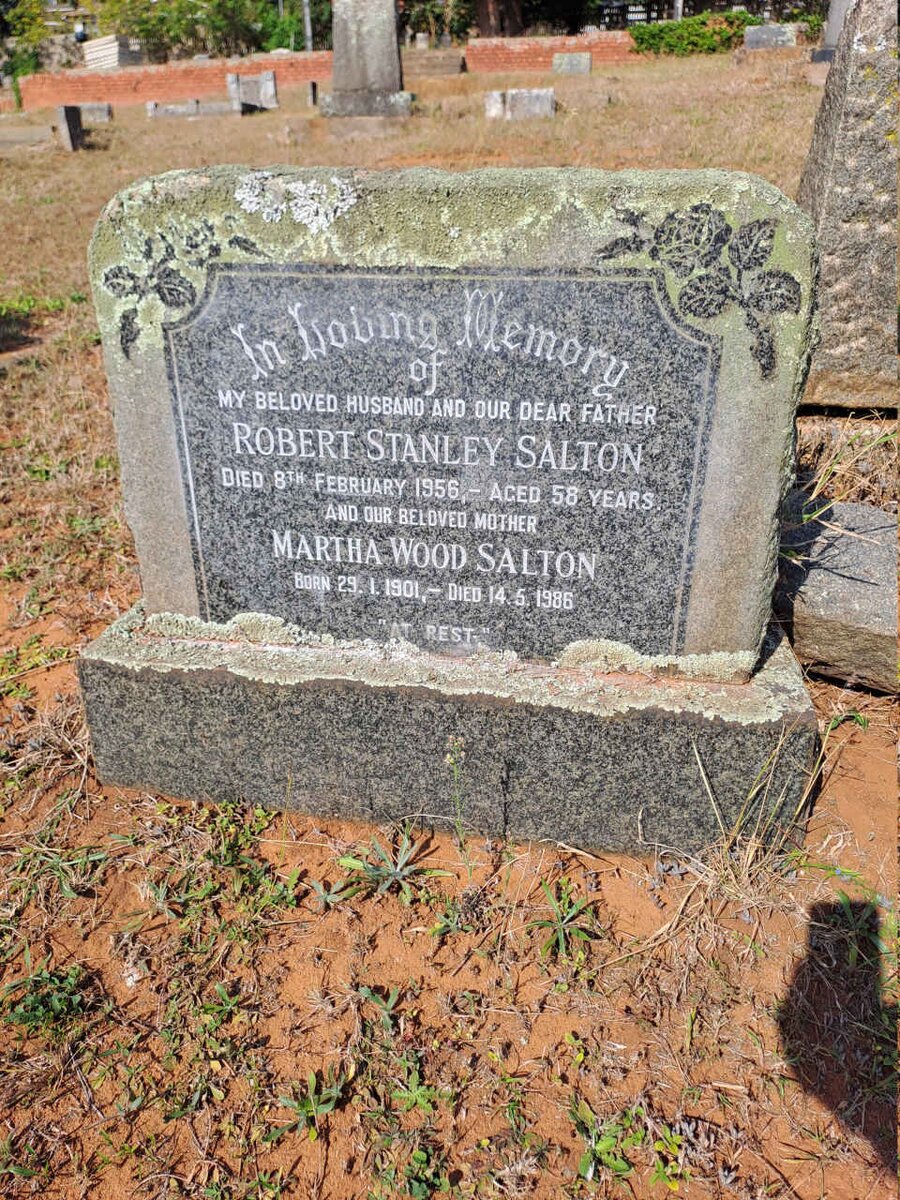 In Loving Memory
of
MY BELOVED HUSBAND AND OUR DEAR FATHER
ROBERT STANLEY SALTON
DIED 8TH FEBRUARY 1956,– AGED 58 YEARS.
AND OUR BELOVED MOTHER
MARTHA WOOD SALTON
BORN 29.1.1901,– DIED 14.5.1986
"AT REST."